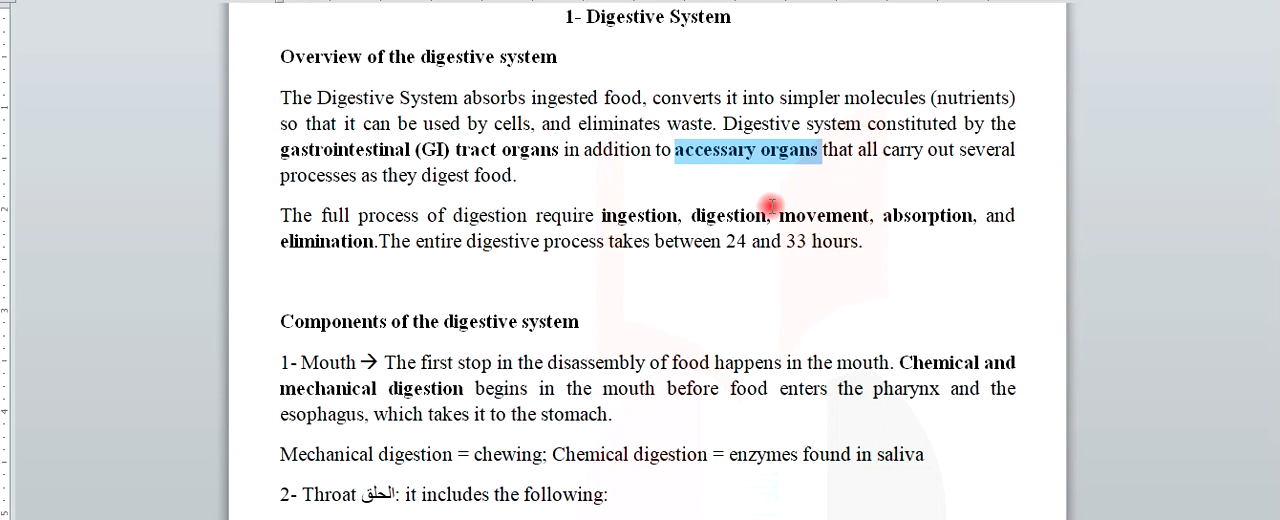 1- Digestive System
Overview of the digestive system
The Digestive System absorbs ingested food, converts it into simpler molecules (nutrients)
so that it can be used by cells, and eliminates waste. Digestive system constituted by the
gastrointestinal (GI) tract organs in addition to accessary organs that all carry out several
processes as they digest food.
The full process of digestion require ingestion, digestion, movement, absorption, and
elimination.The entire digestive process takes between 24 and 33 hours.
Components of the digestive system
1- Mouth → The first stop in the disassembly of food happens in the mouth. Chemical and
mechanical digestion begins in the mouth before food enters the pharynx and the
esophagus, which takes it to the stomach.
Mechanical digestion = chewing; Chemical digestion = enzymes found in saliva
2- Throat الحلق: it includes the following: